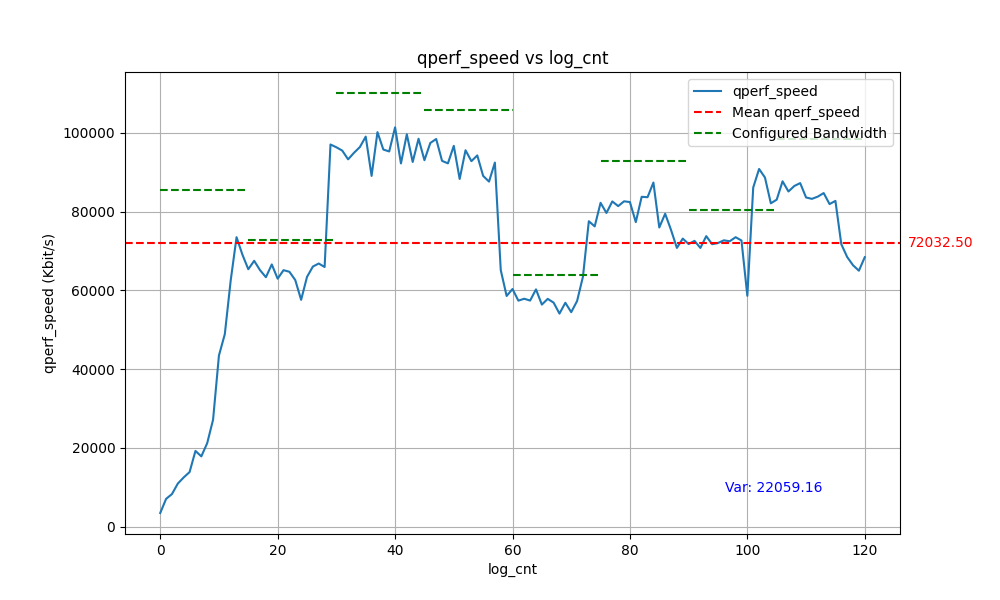 qperf_speed vs log_cnt
qperf_speed
Mean qperf_speed
Configured Bandwidth
qperf_speed (Kbit/s)
100000
80000
60000
40000
20000
0
72032.50
Var: 22059.16
0 20 40 60 80 100 120
log_cnt